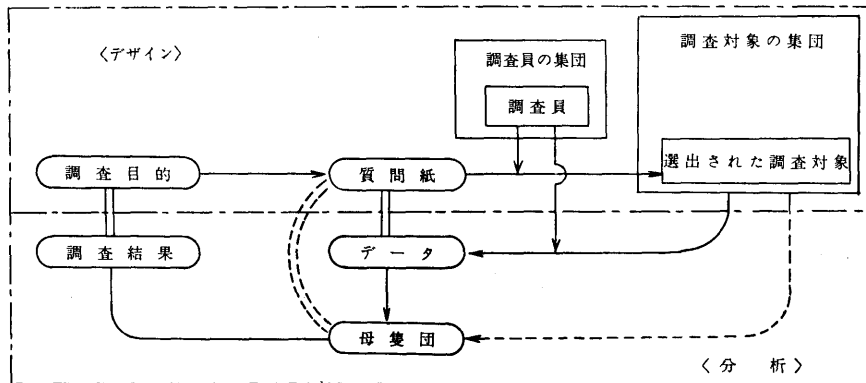 〈デザイン〉
調査員の集団
調査員
調査対象の集団
選出された調査対象
調査目的
質問紙
調査結果
データ
母集団
〈分析〉